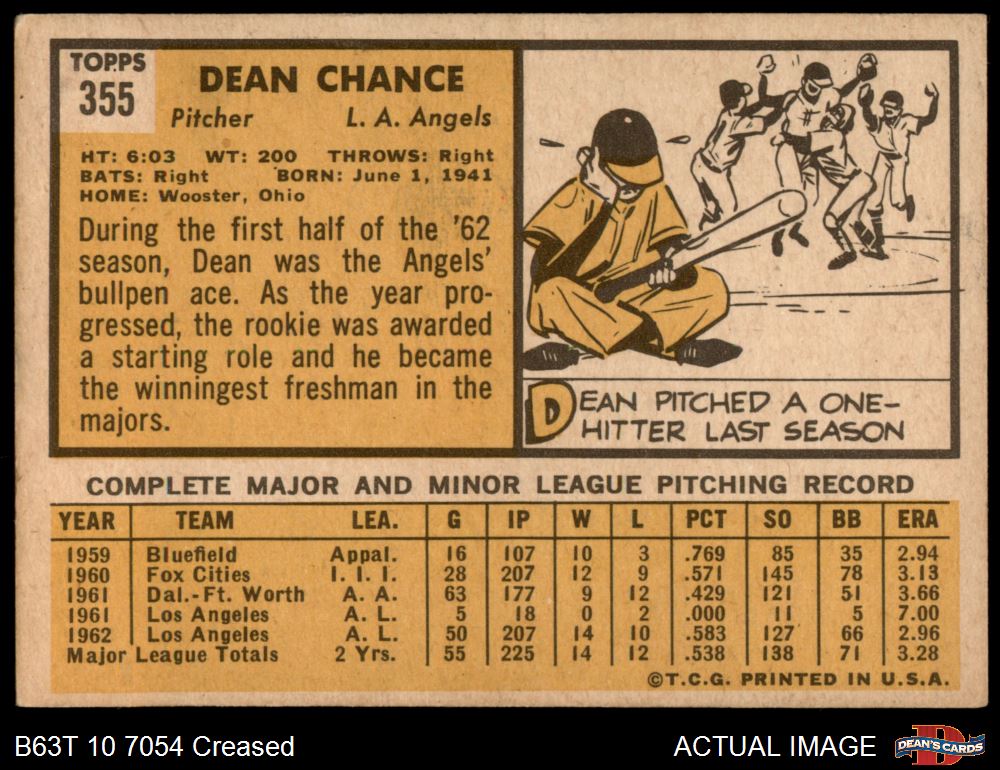 TOPPS
355
DEAN CHANCE
Pitcher L. A. Angels
HT: 6:03 WT: 200 THROWS: Right
BATS: Right BORN: June 1, 1941
HOME: Wooster, Ohio
During the first half of the '62
season, Dean was the Angels'
bullpen ace. As the year pro-
gressed, the rookie was awarded
a starting role and he became
the winningest freshman in the
majors.
DEAN PITCHED A ONE-
HITTER LAST SEASON
COMPLETE MAJOR AND MINOR LEAGUE PITCHING RECORD
YEAR TEAM LEA. G IP W L PCT SO BB ERA
1959 Bluefield Appal. 16 107 10 3 .769 85 35 2.94
1960 Fox Cities I. I. I. 28 207 12 9 .571 145 78 3.13
1961 Dal.-Ft. Worth A. A. 63 177 9 12 .429 121 51 3.66
1961 Los Angeles A. L. 5 18 0 2 .000 11 5 7.00
1962 Los Angeles A. L. 50 207 14 10 .583 127 66 2.96
Major League Totals 2 Yrs. 55 225 14 12 .538 138 71 3.28
©T.C.G. PRINTED IN U.S.A.
B63T 10 7054 Creased ACTUAL IMAGE
D
DEAN'S CARDS